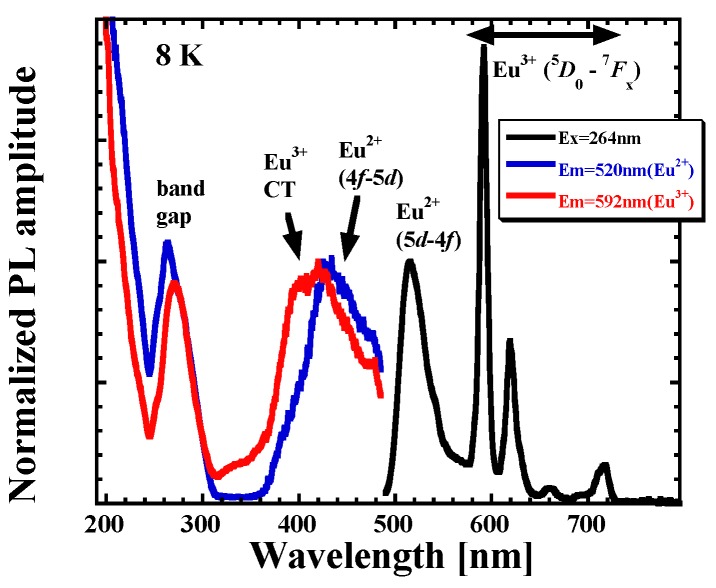 8 K
Eu3+ (5D0 - 7Fx)
Ex=264nm
Em=520nm(Eu2+)
Em=592nm(Eu3+)
Eu3+
CT
Eu2+
(4f-5d)
band
gap
Eu2+
(5d-4f)
Normalized PL amplitude
200 300 400 500 600 700
Wavelength [nm]